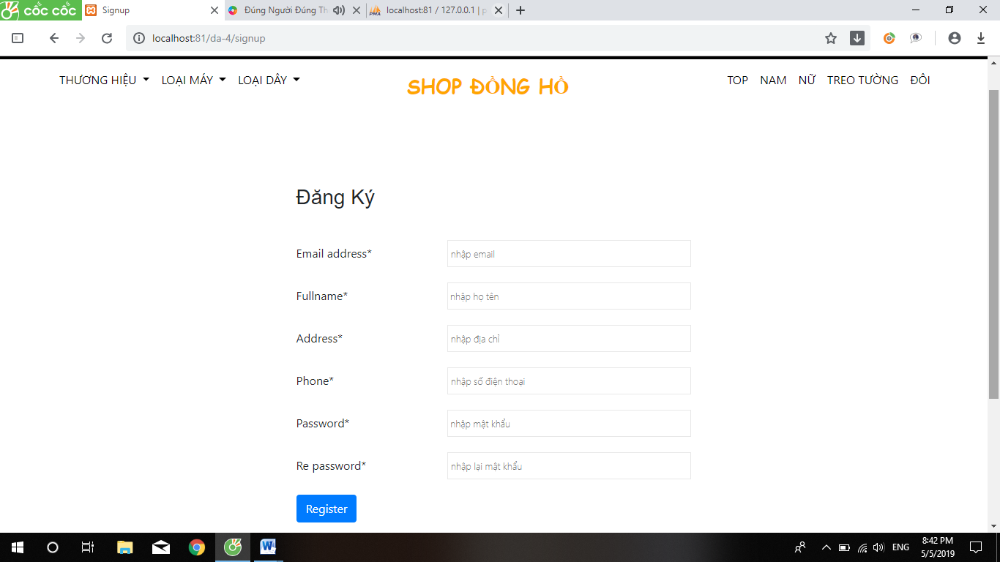 cốc cốc Signup Đúng Người Đúng Th localhost:81 / 127.0.0.1 | p
localhost:81/da-4/signup
THƯƠNG HIỆU LOẠI MÁY LOẠI DÂY SHOP ĐỒNG HỒ TOP NAM NỮ TREO TƯỜNG ĐÔI
Đăng Ký
Email address* nhập email
Fullname* nhập họ tên
Address* nhập địa chỉ
Phone* nhập số điện thoại
Password* nhập mật khẩu
Re password* nhập lại mật khẩu
Register
ENG 8:42 PM
5/5/2019